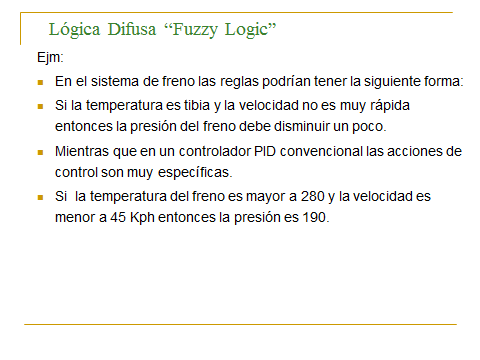 Lógica Difusa “Fuzzy Logic”
Ejm:
En el sistema de freno las reglas podrían tener la siguiente forma:
Si la temperatura es tibia y la velocidad no es muy rápida
entonces la presión del freno debe disminuir un poco.
Mientras que en un controlador PID convencional las acciones de
control son muy específicas.
Si la temperatura del freno es mayor a 280 y la velocidad es
menor a 45 Kph entonces la presión es 190.